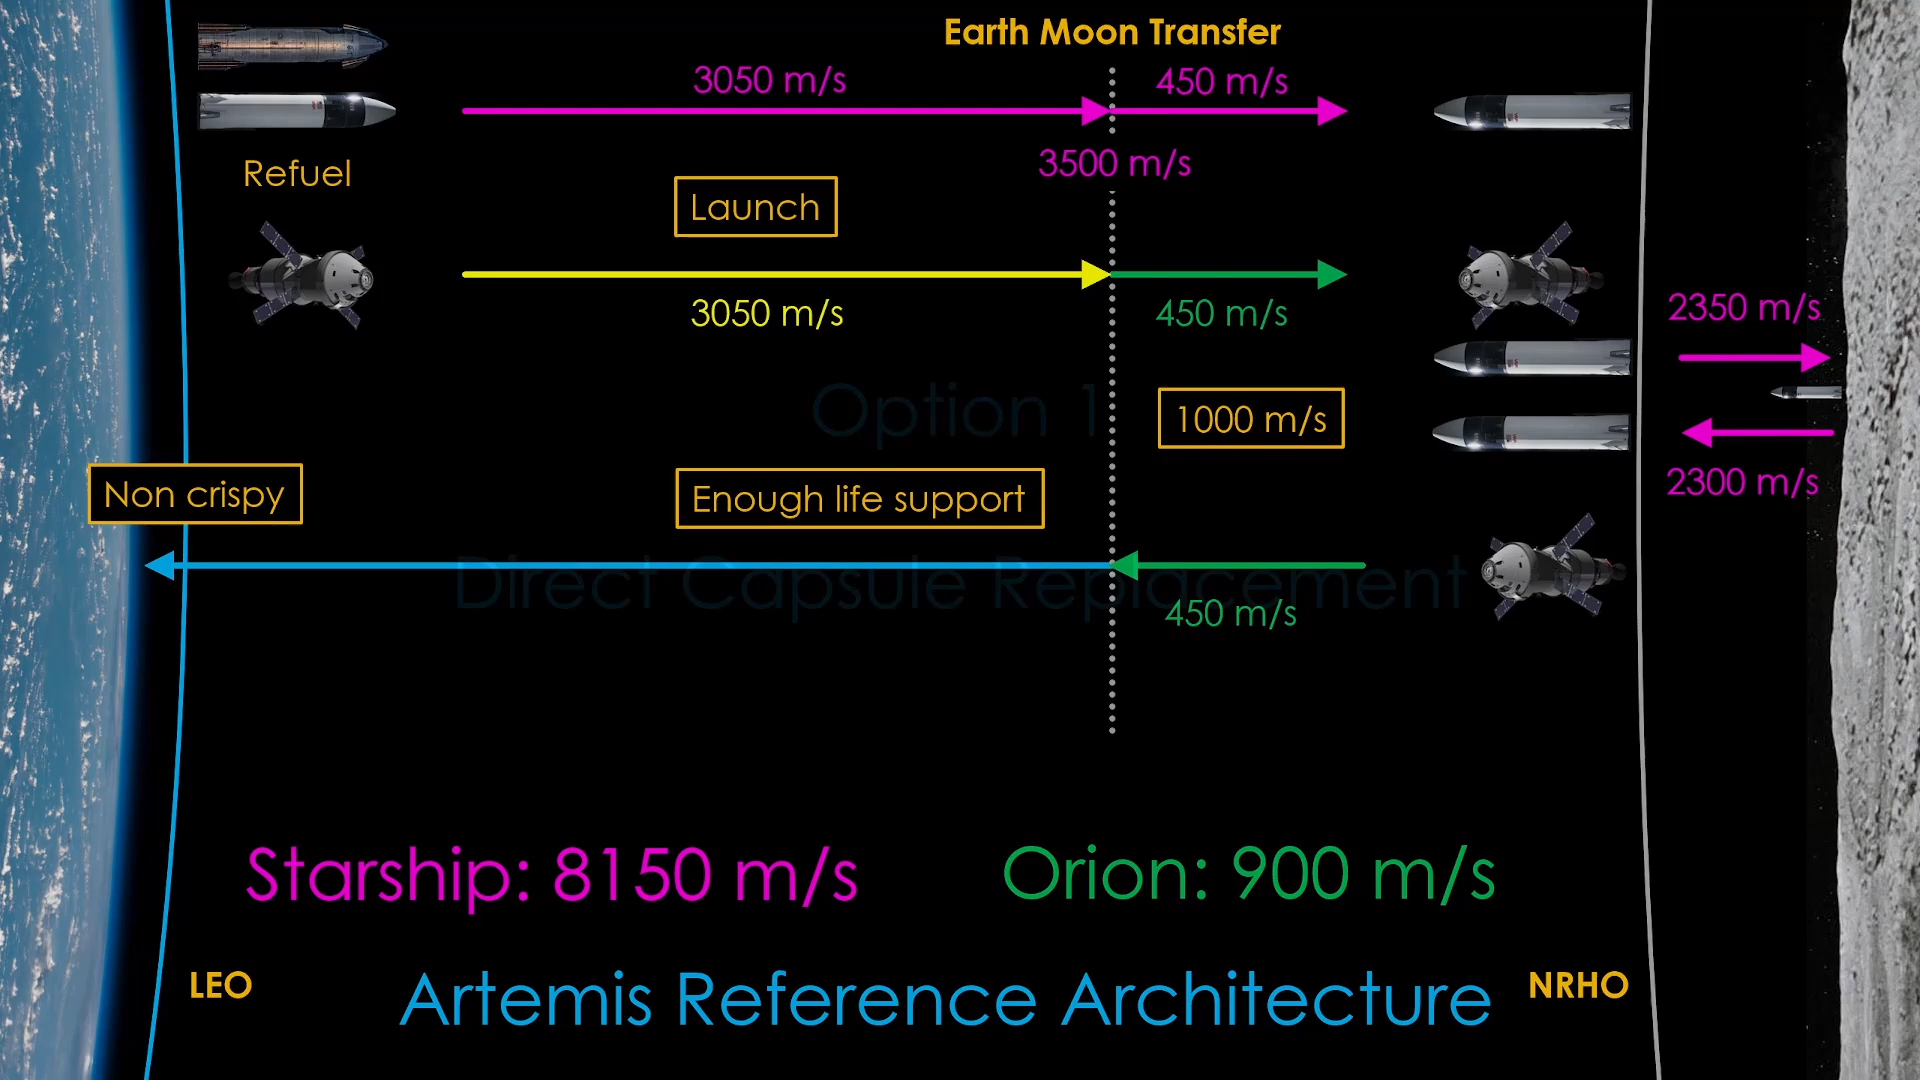 Earth Moon Transfer
3050 m/s
450 m/s
3500 m/s
Refuel
Launch
3050 m/s
450 m/s
2350 m/s
Option 1
1000 m/s
2300 m/s
Non crispy
Enough life support
Direct Capsule Replacement
450 m/s
Starship: 8150 m/s
Orion: 900 m/s
LEO
Artemis Reference Architecture
NRHO